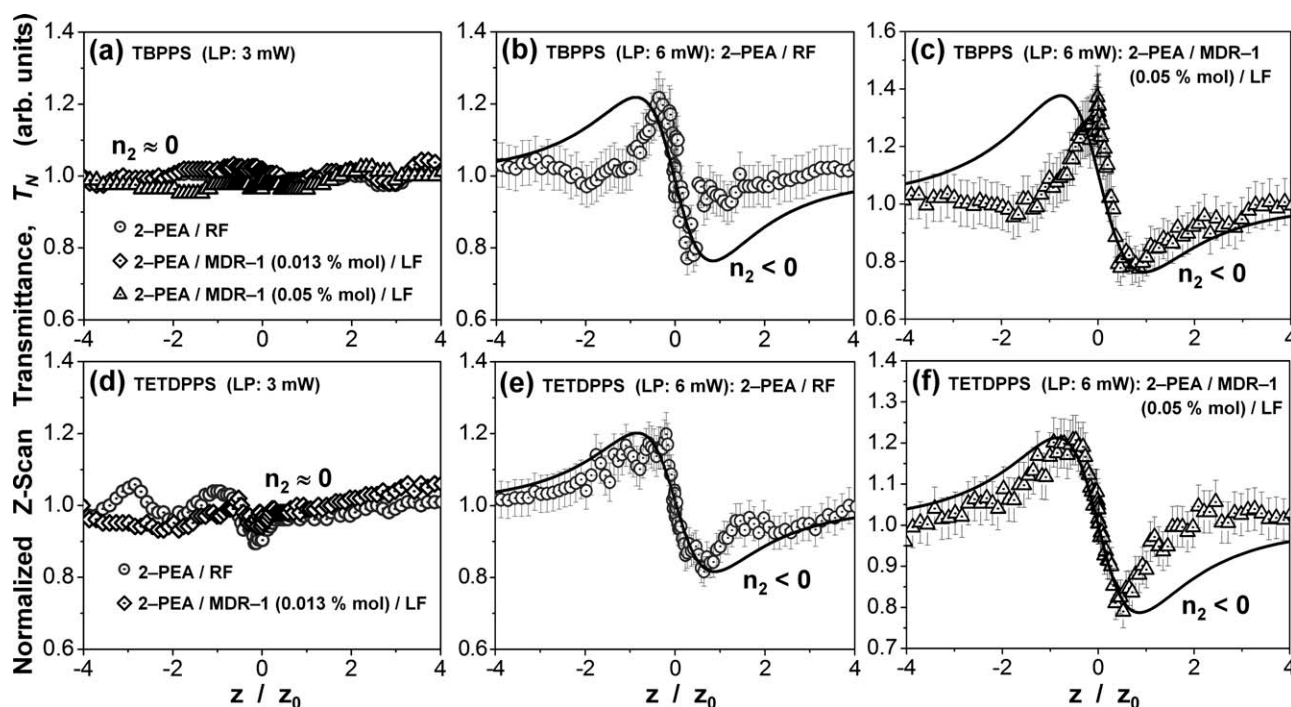 Normalized Z-Scan Transmittance, T_N (arb. units)
(a) TBPPS (LP: 3 mW)
n₂ ≈ 0
2–PEA / RF
2–PEA / MDR–1 (0.013 % mol) / LF
2–PEA / MDR–1 (0.05 % mol) / LF
1.4
1.2
1.0
0.8
0.6
-4 -2 0 2 4
(b) TBPPS (LP: 6 mW): 2–PEA / RF
n₂ < 0
1.4
1.2
1.0
0.8
0.6
-4 -2 0 2 4
(c) TBPPS (LP: 6 mW): 2–PEA / MDR–1
(0.05 % mol) / LF
n₂ < 0
1.6
1.4
1.2
1.0
0.8
0.6
-4 -2 0 2 4
(d) TETDPPS (LP: 3 mW)
n₂ ≈ 0
2–PEA / RF
2–PEA / MDR–1 (0.013 % mol) / LF
1.4
1.2
1.0
0.8
0.6
-4 -2 0 2 4
z / z₀
(e) TETDPPS (LP: 6 mW): 2–PEA / RF
n₂ < 0
1.4
1.2
1.0
0.8
0.6
-4 -2 0 2 4
z / z₀
(f) TETDPPS (LP: 6 mW): 2–PEA / MDR–1
(0.05 % mol) / LF
n₂ < 0
1.4
1.3
1.2
1.1
1.0
0.9
0.8
0.7
-4 -2 0 2 4
z / z₀